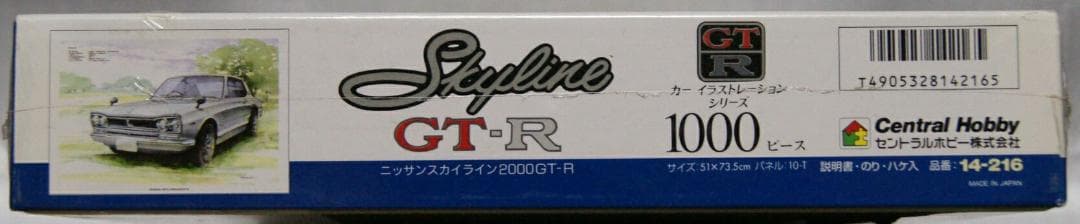 Skyline
GT-R
ニッサンスカイライン2000GT-R
GT
R
カー イラストレーション
シリーズ
1000ピース
サイズ:51×73.5cm パネル:10-T
T4905328142165
Central Hobby
セントラルホビー株式会社
説明書・のり・ハケ入 品番:14-216
MADE IN JAPAN